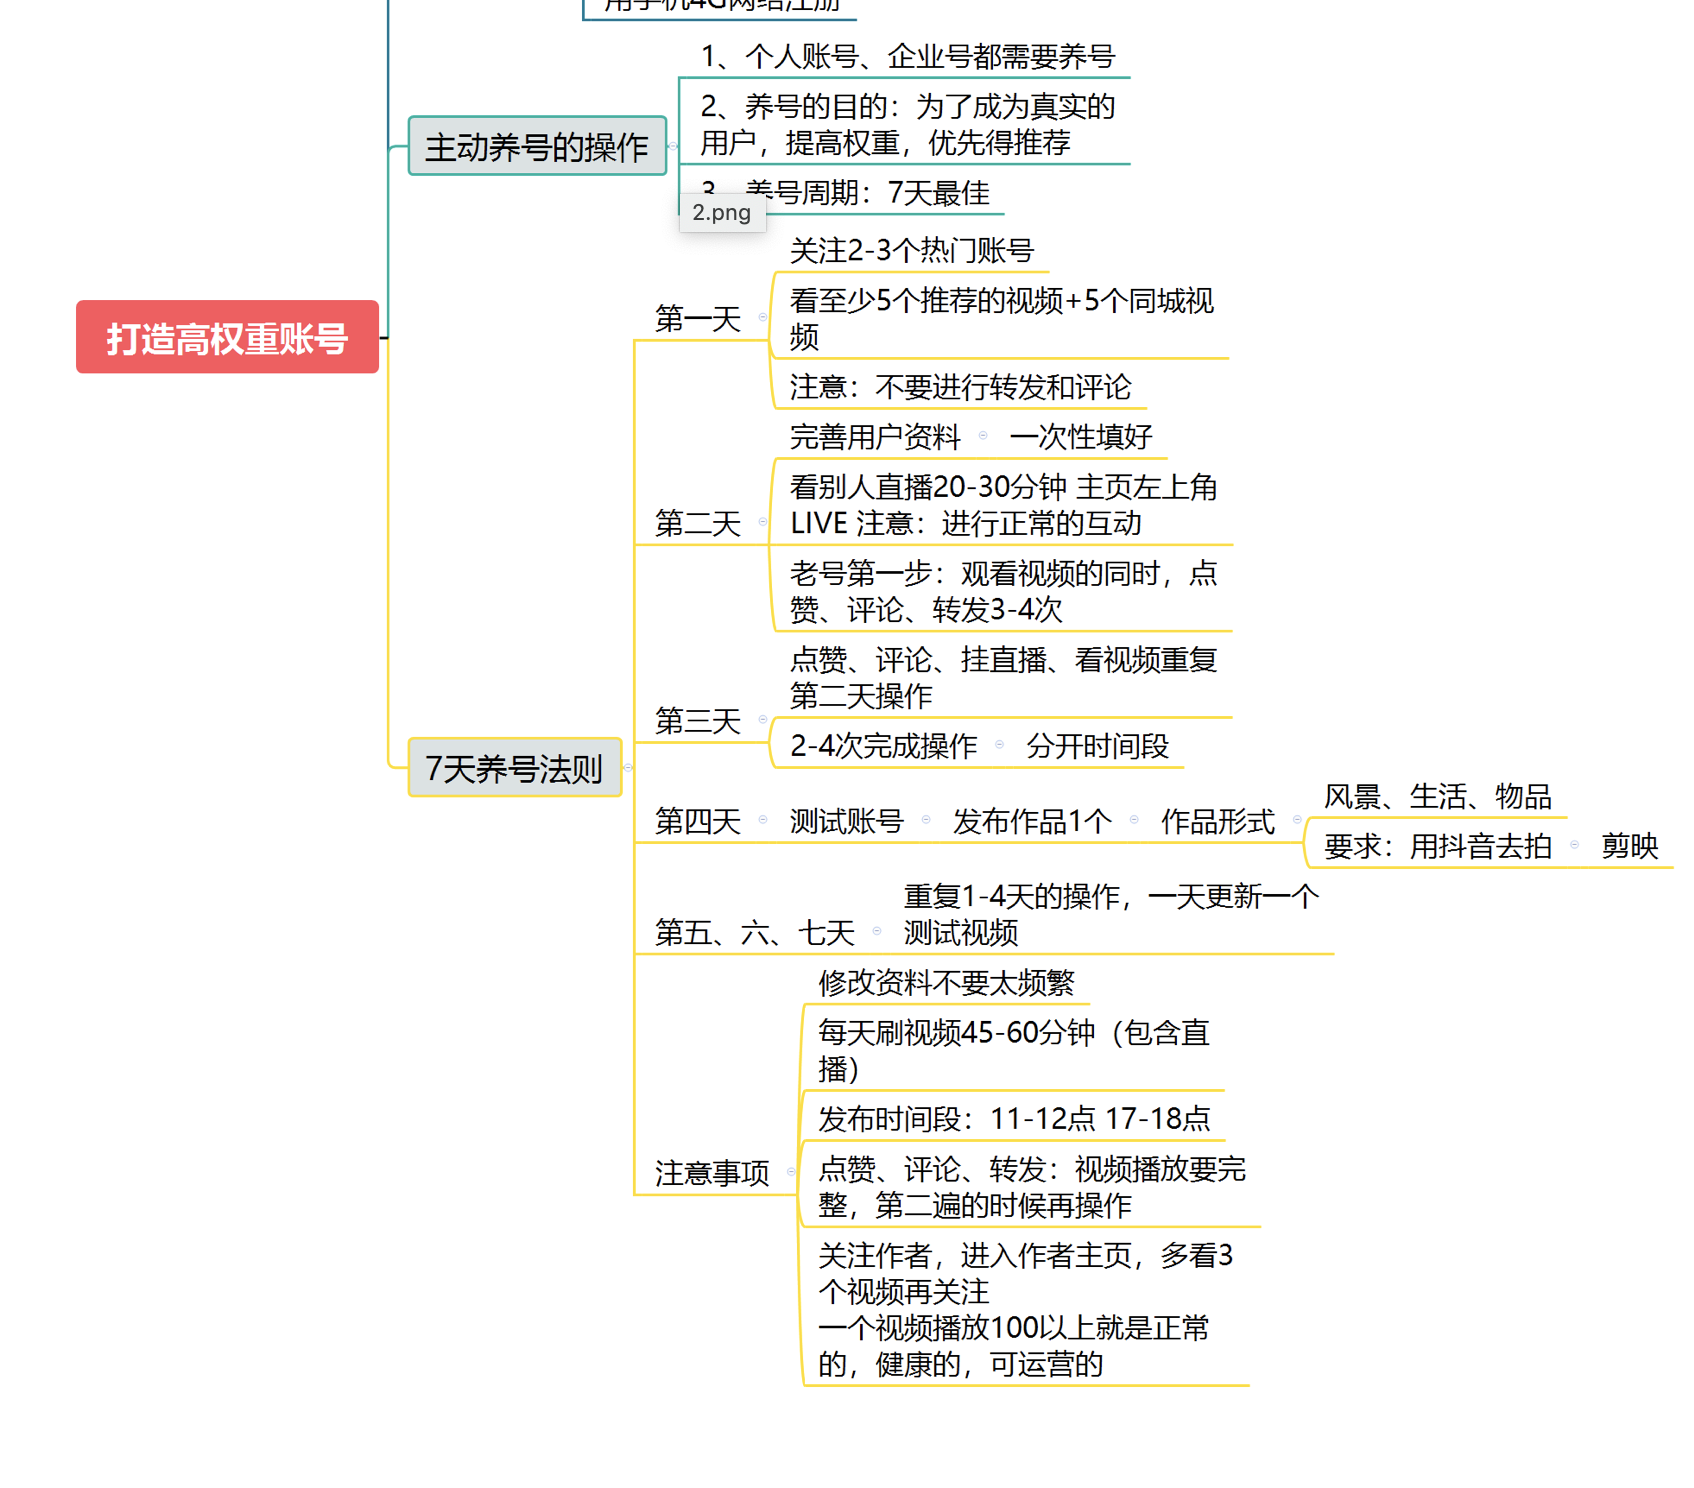 用手机4G网络注册
1、个人账号、企业号都需要养号
2、养号的目的：为了成为真实的
用户，提高权重，优先得推荐
主动养号的操作
3、养号周期：7天最佳
2.png
打造高权重账号
关注2-3个热门账号
看至少5个推荐的视频+5个同城视
频
第一天
注意：不要进行转发和评论
完善用户资料 一次性填好
看别人直播20-30分钟 主页左上角
LIVE 注意：进行正常的互动
第二天
老号第一步：观看视频的同时，点
赞、评论、转发3-4次
点赞、评论、挂直播、看视频重复
第二天操作
第三天
2-4次完成操作 分开时间段
7天养号法则
第四天 测试账号 发布作品1个 作品形式
风景、生活、物品
要求：用抖音去拍 剪映
第五、六、七天
重复1-4天的操作，一天更新一个
测试视频
修改资料不要太频繁
每天刷视频45-60分钟（包含直
播）
发布时间段：11-12点 17-18点
注意事项
点赞、评论、转发：视频播放要完
整，第二遍的时候再操作
关注作者，进入作者主页，多看3
个视频再关注
一个视频播放100以上就是正常
的，健康的，可运营的